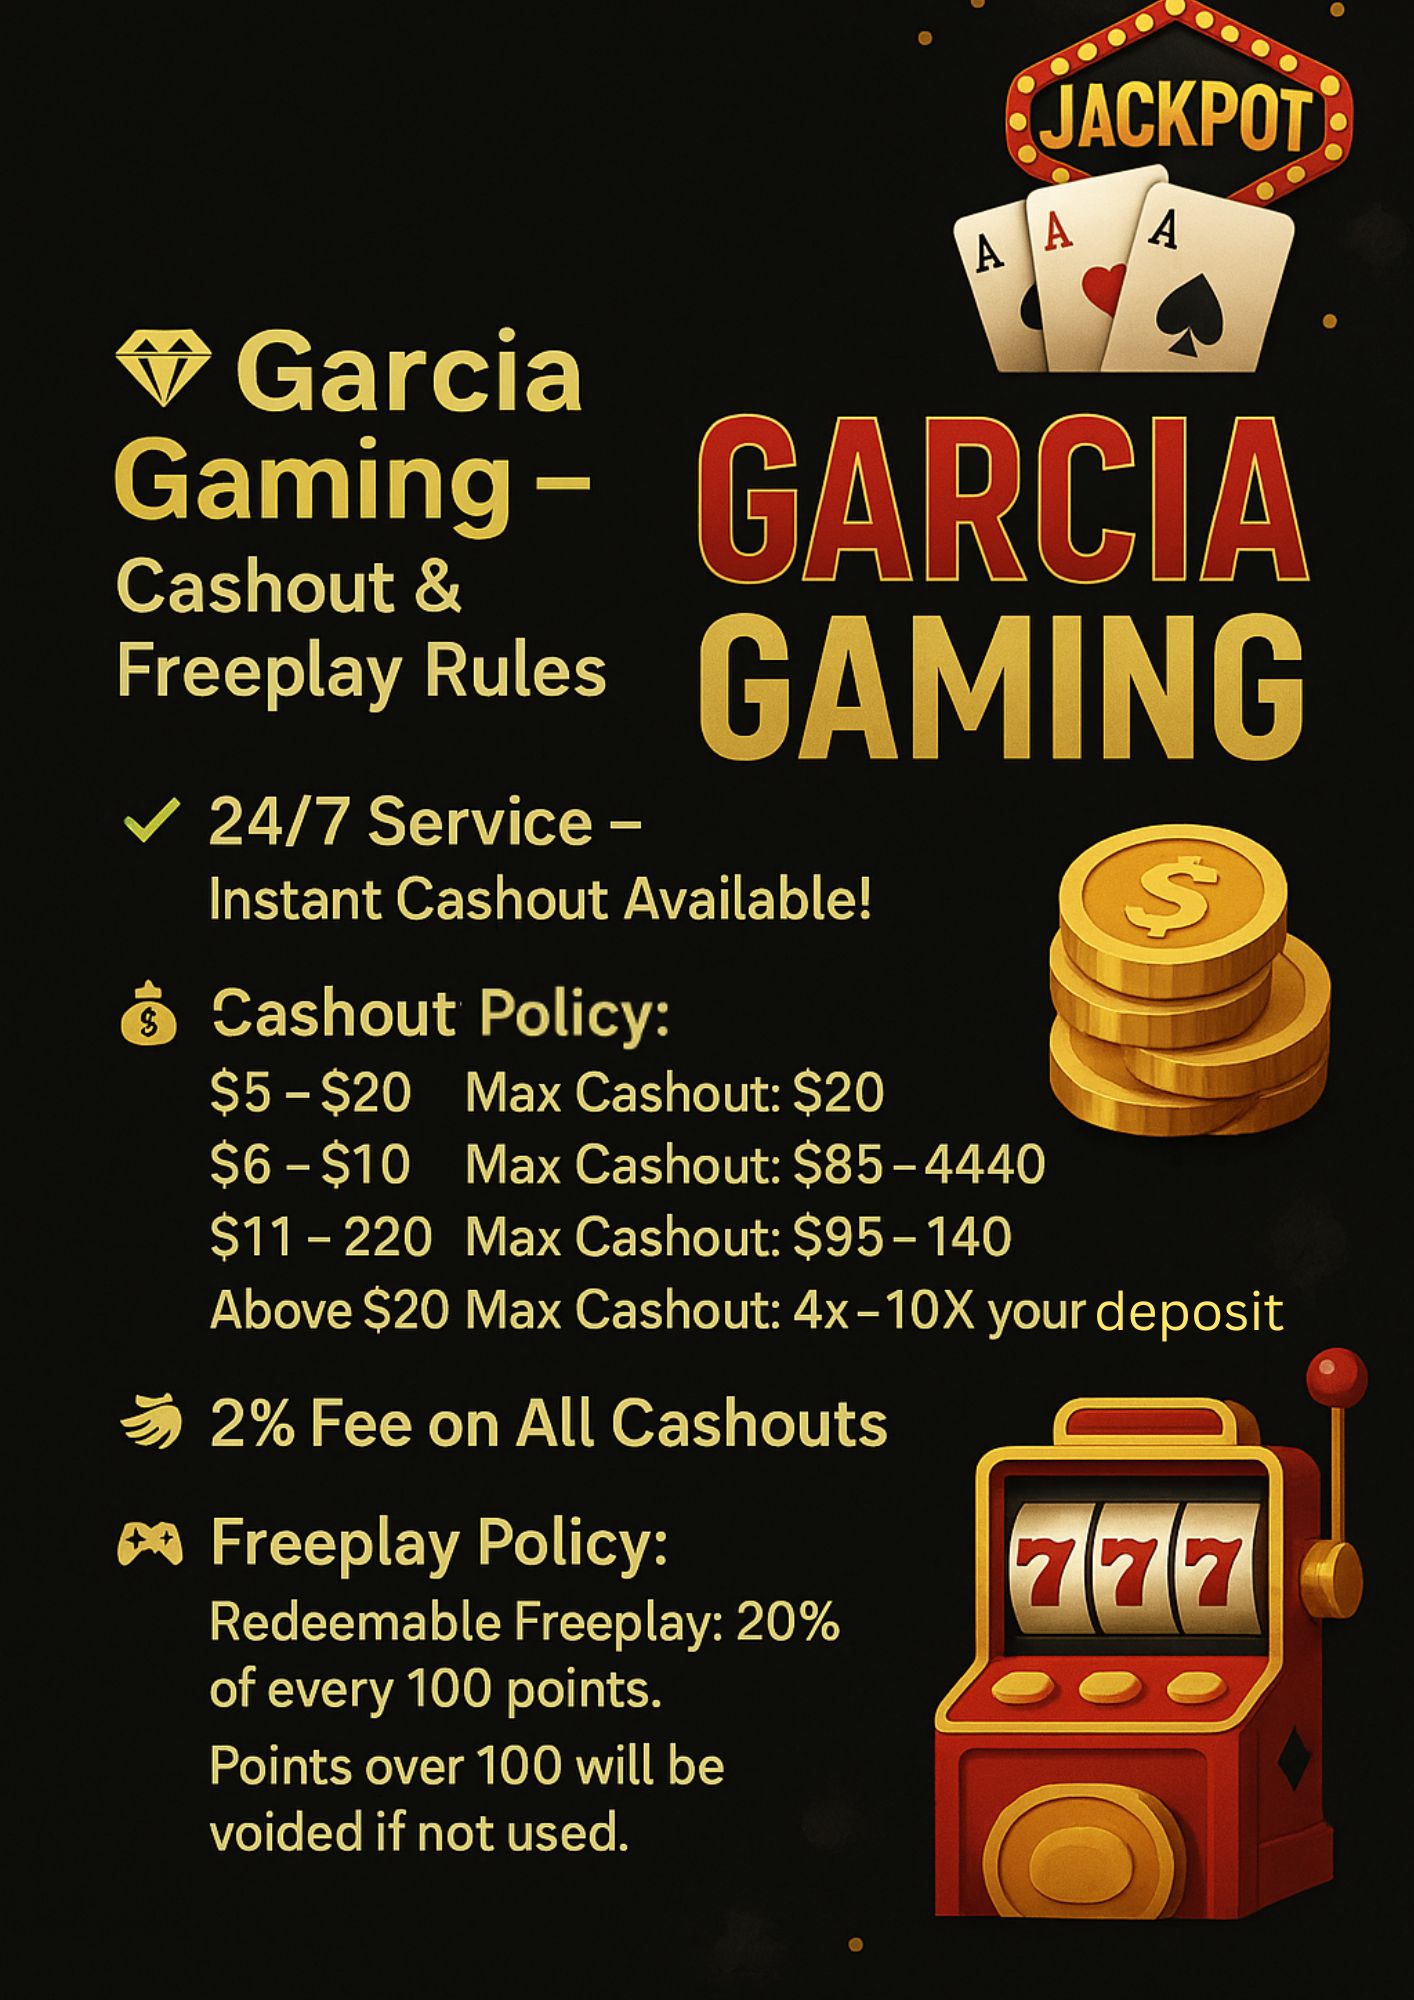 JACKPOT
A A A
Garcia
Gaming –
Cashout &
Freeplay Rules
GARCIA
GAMING
24/7 Service –
Instant Cashout Available!
$ Cashout Policy:
$5 – $20 Max Cashout: $20
$6 – $10 Max Cashout: $85–4440
$11 – 220 Max Cashout: $95–140
Above $20 Max Cashout: 4x–10X your deposit
$
2% Fee on All Cashouts
Freeplay Policy:
Redeemable Freeplay: 20%
of every 100 points.
Points over 100 will be
voided if not used.
777